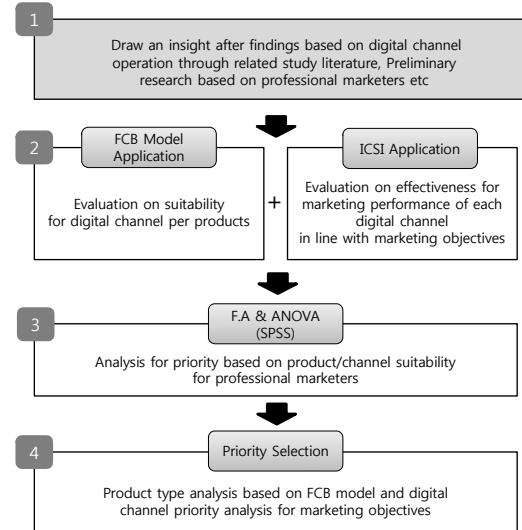 1
Draw an insight after findings based on digital channel
operation through related study literature, Preliminary
research based on professional marketers etc
2
FCB Model
Application
Evaluation on suitability
for digital channel per products
+
ICSI Application
Evaluation on effectiveness for
marketing performance of each
digital channel
in line with marketing objectives
3
F.A & ANOVA
(SPSS)
Analysis for priority based on product/channel suitability
for professional marketers
4
Priority Selection
Product type analysis based on FCB model and digital
channel priority analysis for marketing objectives